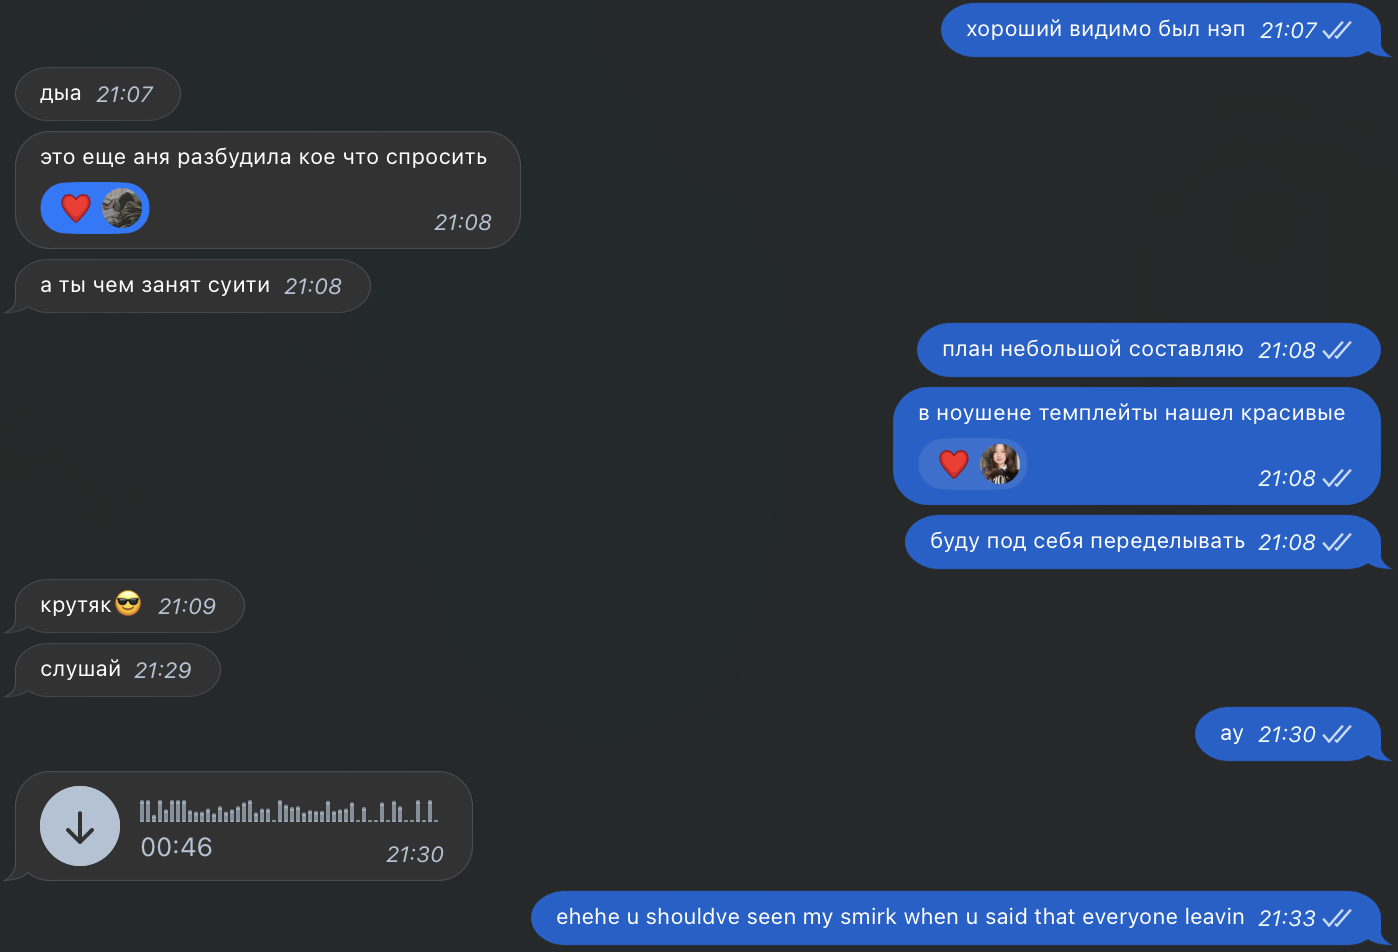 хороший видимо был нэп 21:07
дыа 21:07
это еще аня разбудила кое что спросить
21:08
а ты чем занят суити 21:08
план небольшой составляю 21:08
в ноушене темплейты нашел красивые
21:08
буду под себя переделывать 21:08
крутяк😎 21:09
слушай 21:29
ау 21:30
00:46 21:30
ehehe u shouldve seen my smirk when u said that everyone leavin 21:33